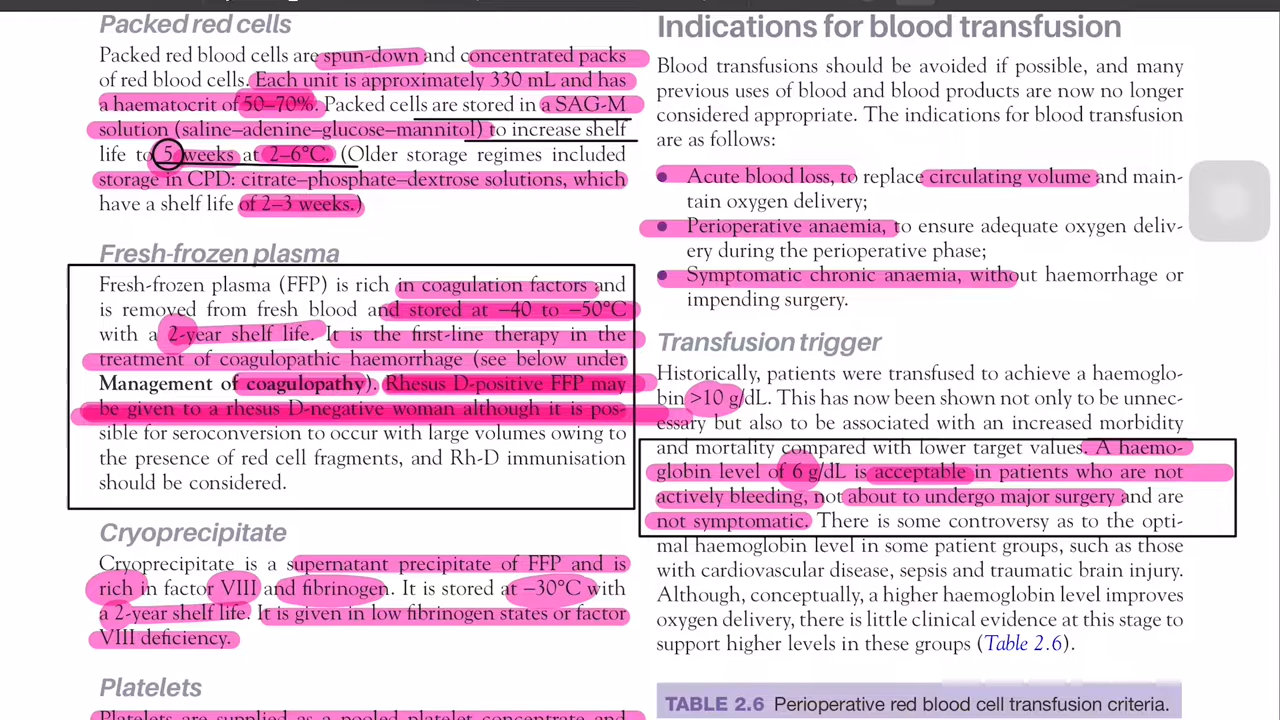 Packed red cells
Packed red blood cells are spun-down and concentrated packs
of red blood cells. Each unit is approximately 330 mL and has
a haematocrit of 50–70%. Packed cells are stored in a SAG-M
solution (saline–adenine–glucose–mannitol) to increase shelf
life to 5 weeks at 2–6°C. (Older storage regimes included
storage in CPD: citrate–phosphate–dextrose solutions, which
have a shelf life of 2–3 weeks.)
Fresh-frozen plasma
Fresh-frozen plasma (FFP) is rich in coagulation factors and
is removed from fresh blood and stored at −40 to −50°C
with a 2-year shelf life. It is the first-line therapy in the
treatment of coagulopathic haemorrhage (see below under
Management of coagulopathy). Rhesus D-positive FFP may
be given to a rhesus D-negative woman although it is pos-
sible for seroconversion to occur with large volumes owing to
the presence of red cell fragments, and Rh-D immunisation
should be considered.
Cryoprecipitate
Cryoprecipitate is a supernatant precipitate of FFP and is
rich in factor VIII and fibrinogen. It is stored at −30°C with
a 2-year shelf life. It is given in low fibrinogen states or factor
VIII deficiency.
Platelets
Platelets are supplied as a pooled platelet concentrate and
Indications for blood transfusion
Blood transfusions should be avoided if possible, and many
previous uses of blood and blood products are now no longer
considered appropriate. The indications for blood transfusion
are as follows:
● Acute blood loss, to replace circulating volume and main-
tain oxygen delivery;
● Perioperative anaemia, to ensure adequate oxygen deliv-
ery during the perioperative phase;
● Symptomatic chronic anaemia, without haemorrhage or
impending surgery.
Transfusion trigger
Historically, patients were transfused to achieve a haemoglo-
bin >10 g/dL. This has now been shown not only to be unnec-
essary but also to be associated with an increased morbidity
and mortality compared with lower target values. A haemo-
globin level of 6 g/dL is acceptable in patients who are not
actively bleeding, not about to undergo major surgery and are
not symptomatic. There is some controversy as to the opti-
mal haemoglobin level in some patient groups, such as those
with cardiovascular disease, sepsis and traumatic brain injury.
Although, conceptually, a higher haemoglobin level improves
oxygen delivery, there is little clinical evidence at this stage to
support higher levels in these groups (Table 2.6).
TABLE 2.6 Perioperative red blood cell transfusion criteria.